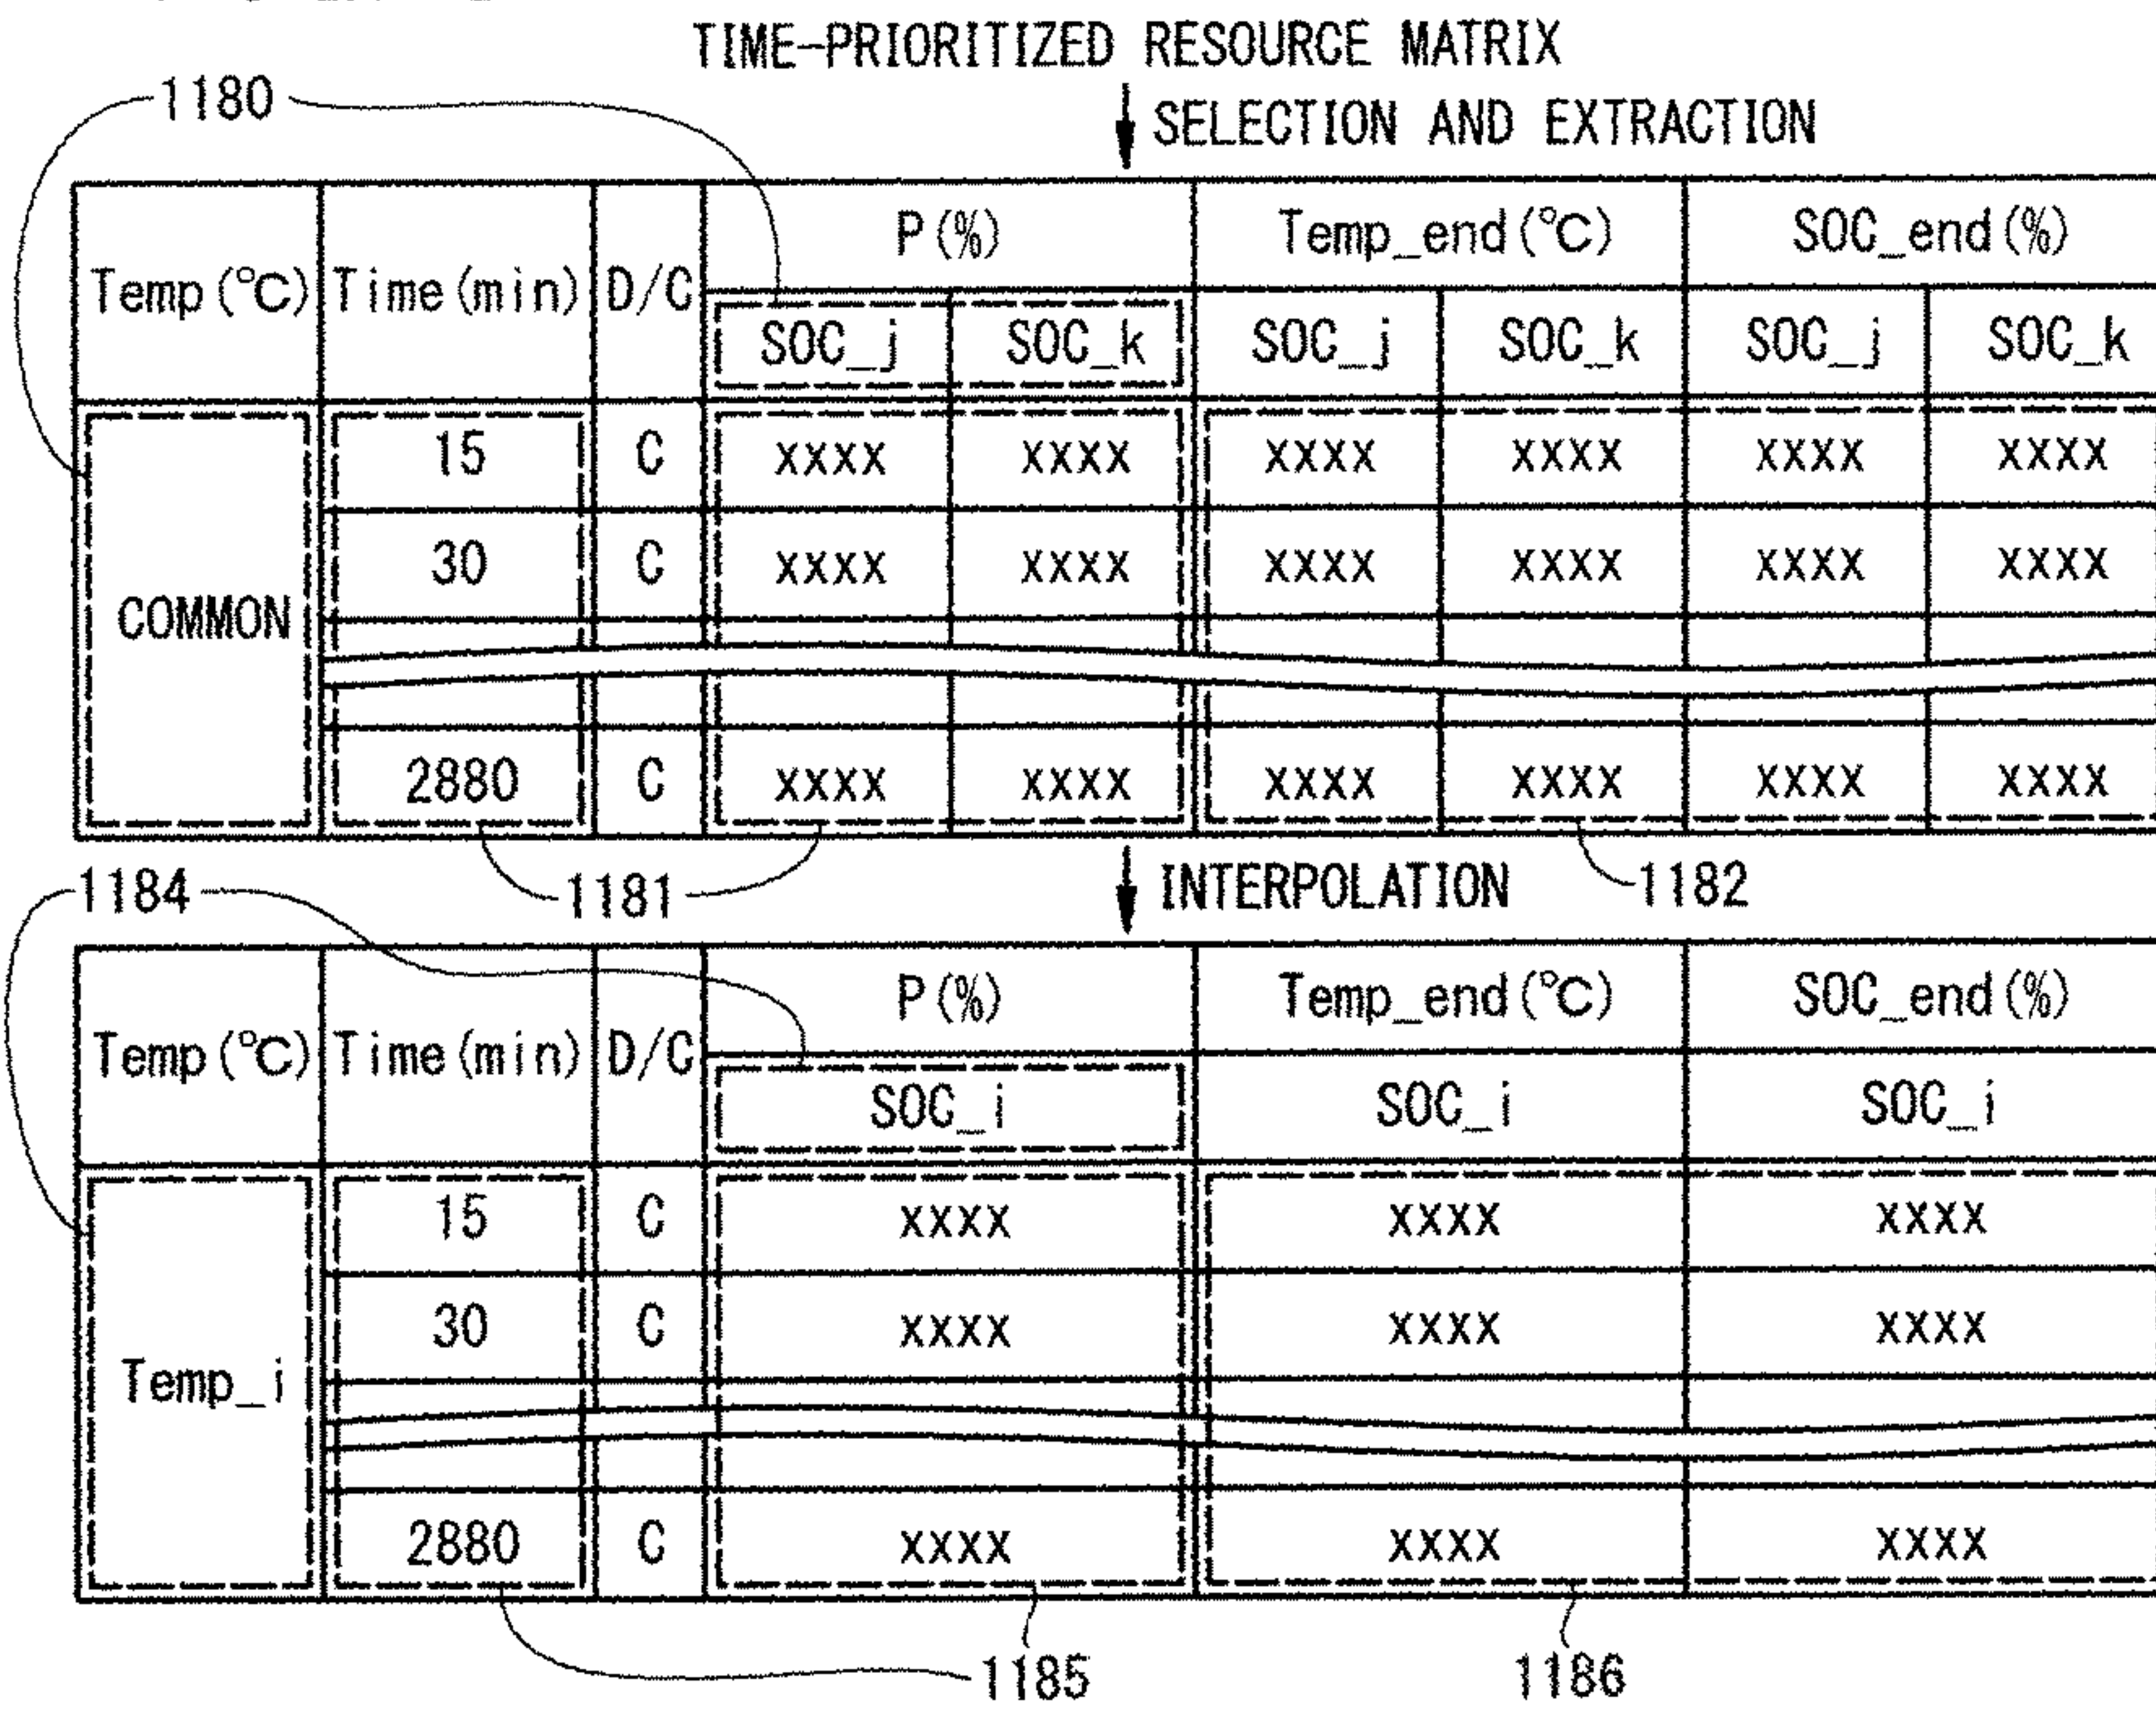 TIME-PRIORITIZED RESOURCE MATRIX
1180
SELECTION AND EXTRACTION
Temp(℃) Time(min) D/C P(%) Temp_end(℃) SOC_end(%)
SOC_j SOC_k SOC_j SOC_k SOC_j SOC_k
COMMON
15 C xxxx xxxx xxxx xxxx xxxx xxxx
30 C xxxx xxxx xxxx xxxx xxxx xxxx
2880 C xxxx xxxx xxxx xxxx xxxx xxxx
1184 1181 INTERPOLATION 1182
Temp(℃) Time(min) D/C P(%) Temp_end(℃) SOC_end(%)
SOC_i SOC_i SOC_i
Temp_i
15 C xxxx xxxx xxxx
30 C xxxx xxxx xxxx
2880 C xxxx xxxx xxxx
1185 1186